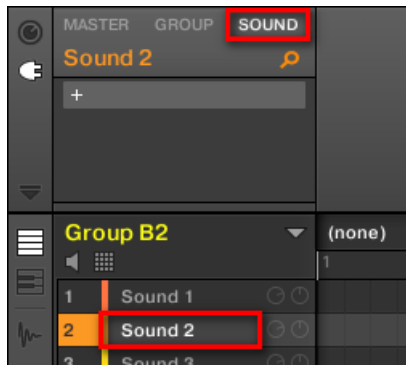 MASTER GROUP SOUND
Sound 2
+
Group B2 (none)
1
1 Sound 1
2 Sound 2
3 Sound 3